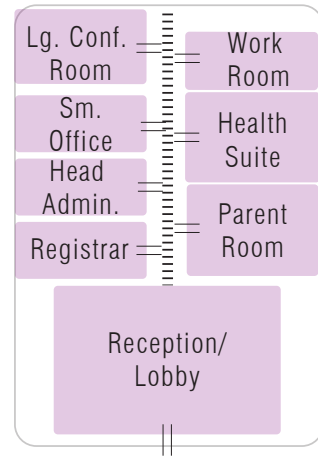 Lg. Conf.
Room
Work
Room
Sm.
Office
Health
Suite
Head
Admin.
Parent
Room
Registrar
Reception/
Lobby